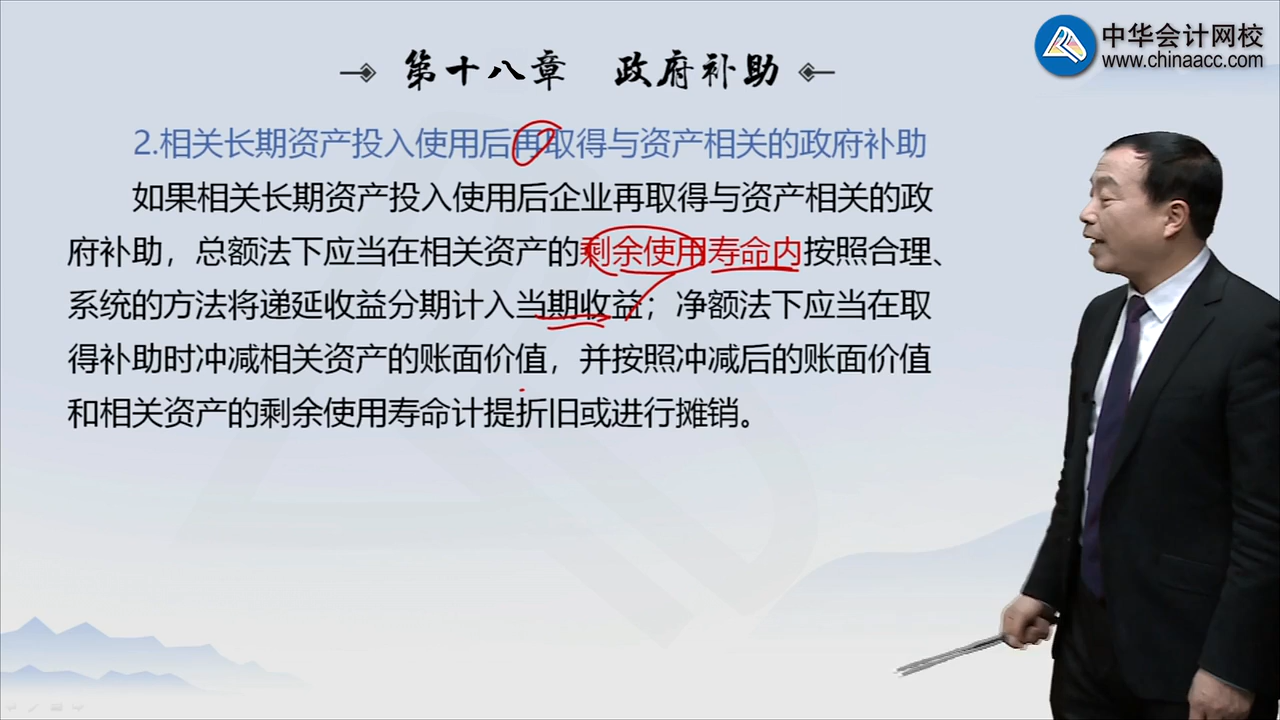 中华会计网校
www.chinaacc.com
第十八章 政府补助
2.相关长期资产投入使用后再取得与资产相关的政府补助
如果相关长期资产投入使用后企业再取得与资产相关的政
府补助，总额法下应当在相关资产的剩余使用寿命内按照合理、
系统的方法将递延收益分期计入当期收益；净额法下应当在取
得补助时冲减相关资产的账面价值，并按照冲减后的账面价值
和相关资产的剩余使用寿命计提折旧或进行摊销。